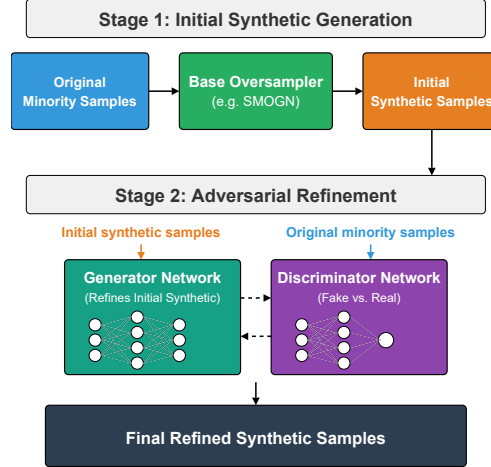 Stage 1: Initial Synthetic Generation
Original
Minority Samples
Base Oversampler
(e.g. SMOGN)
Initial
Synthetic Samples
Stage 2: Adversarial Refinement
Initial synthetic samples
Original minority samples
Generator Network
(Refines Initial Synthetic)
Discriminator Network
(Fake vs. Real)
Final Refined Synthetic Samples